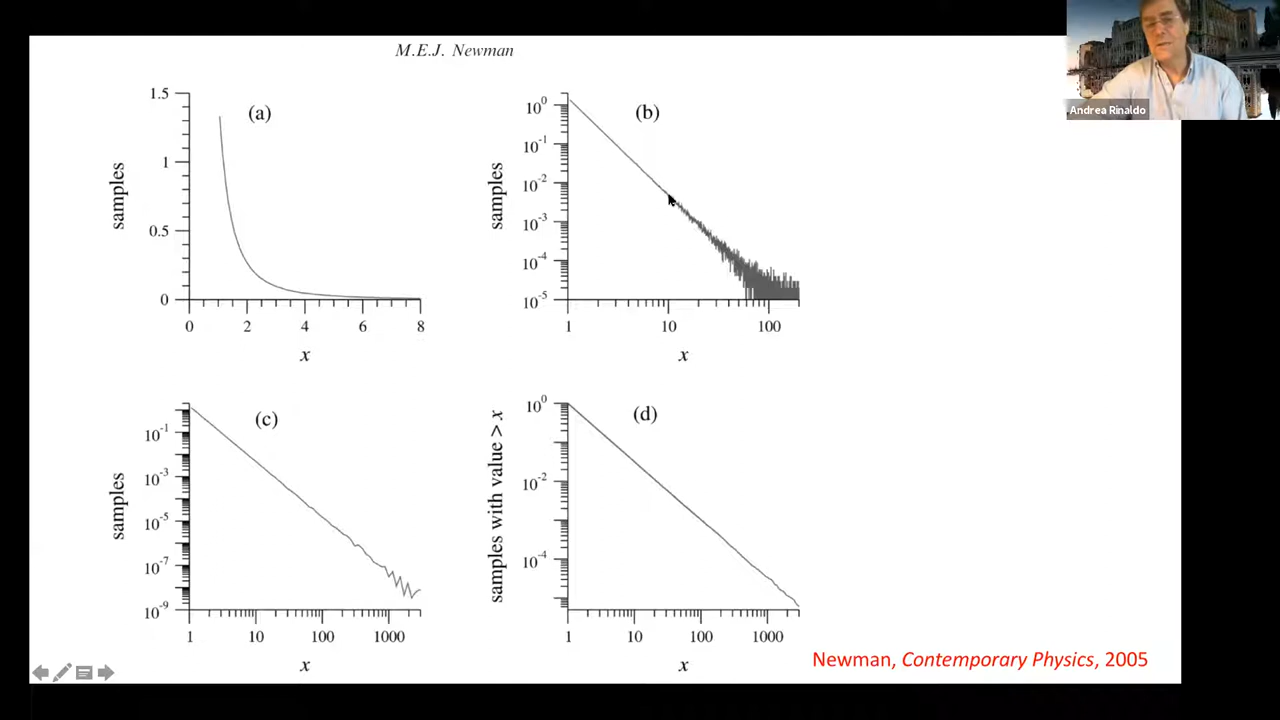 M.E.J. Newman
Andrea Rinaldo
(a)
samples
1.5
1
0.5
0
0 2 4 6 8
x
(b)
samples
10^0
10^-1
10^-2
10^-3
10^-4
10^-5
1 10 100
x
(c)
samples
10^-1
10^-3
10^-5
10^-7
10^-9
1 10 100 1000
x
(d)
samples with value > x
10^0
10^-2
10^-4
1 10 100 1000
x
Newman, Contemporary Physics, 2005